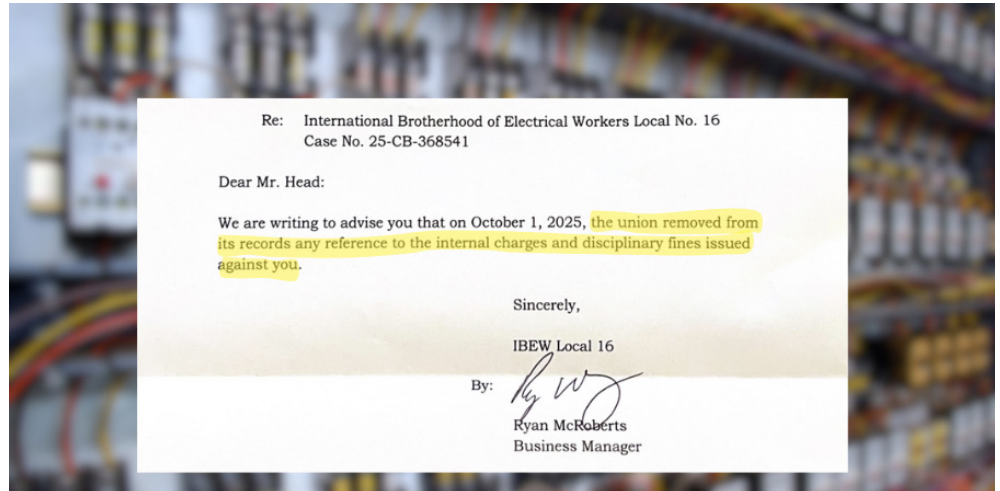 Re: International Brotherhood of Electrical Workers Local No. 16
Case No. 25-CB-368541
Dear Mr. Head:
We are writing to advise you that on October 1, 2025, the union removed from
its records any reference to the internal charges and disciplinary fines issued
against you.
Sincerely,
IBEW Local 16
By:
Ryan McRoberts
Business Manager